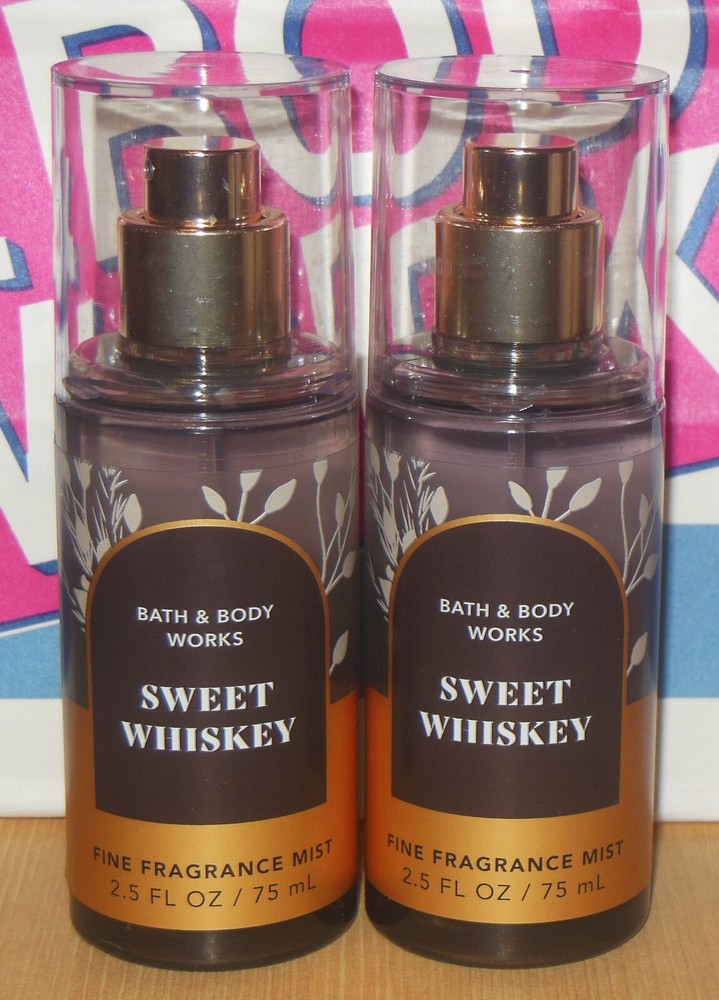 BATH & BODY
WORKS
SWEET
WHISKEY
FINE FRAGRANCE MIST
2.5 FL OZ / 75 mL
BATH & BODY
WORKS
SWEET
WHISKEY
FINE FRAGRANCE MIST
2.5 FL OZ / 75 mL